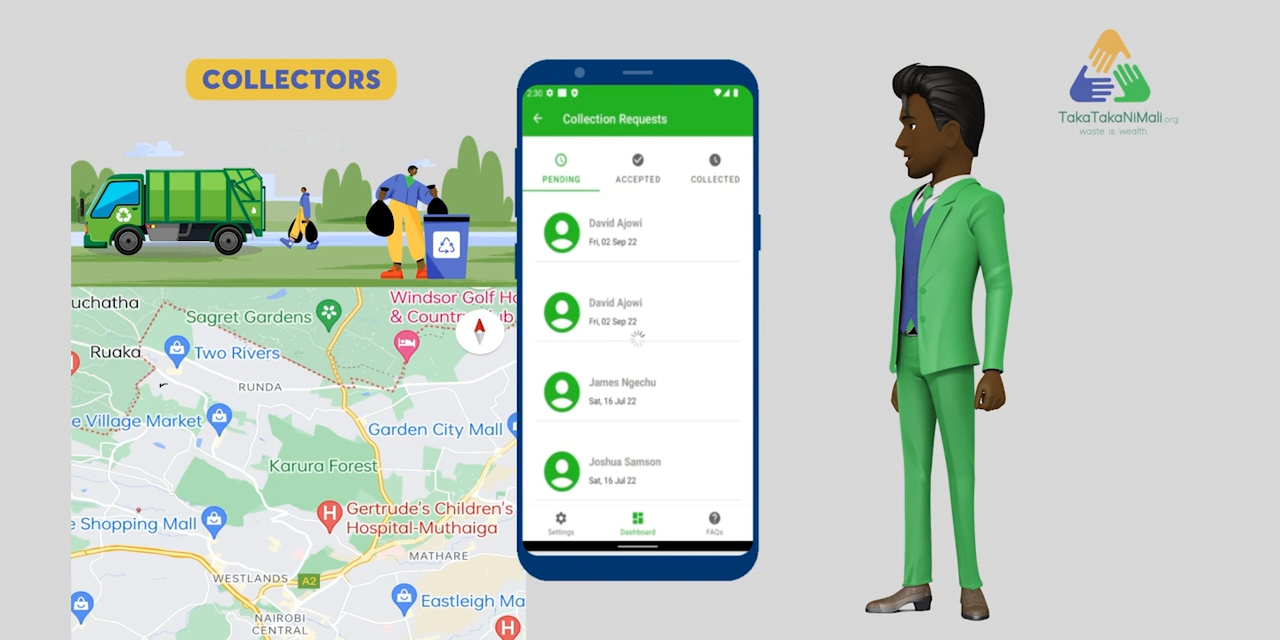 COLLECTORS
uchatha
Sagret Gardens
Windsor Golf Ho
& Country Club
Ruaka
Two Rivers
RUNDA
e Village Market
Garden City Mall
Karura Forest
Gertrude's Children's
Hospital-Muthaiga
e Shopping Mall
MATHARE
WESTLANDS
A2
NAIROBI
CENTRAL
Eastleigh Ma
H
H
2:30
Collection Requests
PENDING ACCEPTED COLLECTED
David Ajowi
Fri, 02 Sep 22
David Ajowi
Fri, 02 Sep 22
James Ngechu
Sat, 16 Jul 22
Joshua Samson
Sat, 16 Jul 22
Settings Dashboard FAQs
TakaTakaNiMali.org
waste is wealth